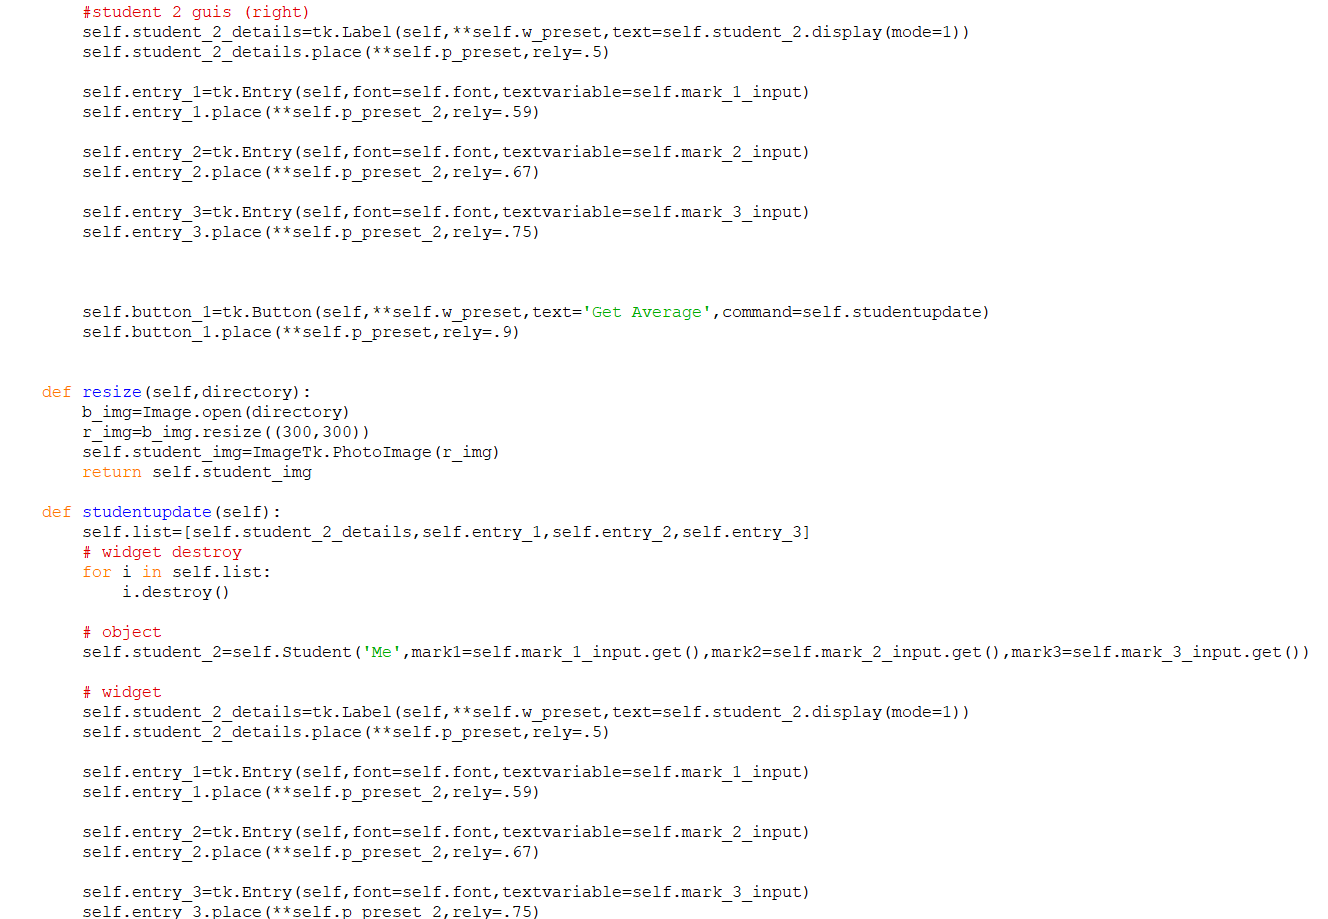 #student 2 guis (right)
self.student_2_details=tk.Label(self,**self.w_preset,text=self.student_2.display(mode=1))
self.student_2_details.place(**self.p_preset,rely=.5)
self.entry_1=tk.Entry(self,font=self.font,textvariable=self.mark_1_input)
self.entry_1.place(**self.p_preset_2,rely=.59)
self.entry_2=tk.Entry(self,font=self.font,textvariable=self.mark_2_input)
self.entry_2.place(**self.p_preset_2,rely=.67)
self.entry_3=tk.Entry(self,font=self.font,textvariable=self.mark_3_input)
self.entry_3.place(**self.p_preset_2,rely=.75)
self.button_1=tk.Button(self,**self.w_preset,text='Get Average',command=self.studentupdate)
self.button_1.place(**self.p_preset,rely=.9)
def resize(self,directory):
b_img=Image.open(directory)
r_img=b_img.resize((300,300))
self.student_img=ImageTk.PhotoImage(r_img)
return self.student_img
def studentupdate(self):
self.list=[self.student_2_details,self.entry_1,self.entry_2,self.entry_3]
# widget destroy
for i in self.list:
i.destroy()
# object
self.student_2=self.Student('Me',mark1=self.mark_1_input.get(),mark2=self.mark_2_input.get(),mark3=self.mark_3_input.get())
# widget
self.student_2_details=tk.Label(self,**self.w_preset,text=self.student_2.display(mode=1))
self.student_2_details.place(**self.p_preset,rely=.5)
self.entry_1=tk.Entry(self,font=self.font,textvariable=self.mark_1_input)
self.entry_1.place(**self.p_preset_2,rely=.59)
self.entry_2=tk.Entry(self,font=self.font,textvariable=self.mark_2_input)
self.entry_2.place(**self.p_preset_2,rely=.67)
self.entry_3=tk.Entry(self,font=self.font,textvariable=self.mark_3_input)
self.entry_3.place(**self.p_preset_2,rely=.75)